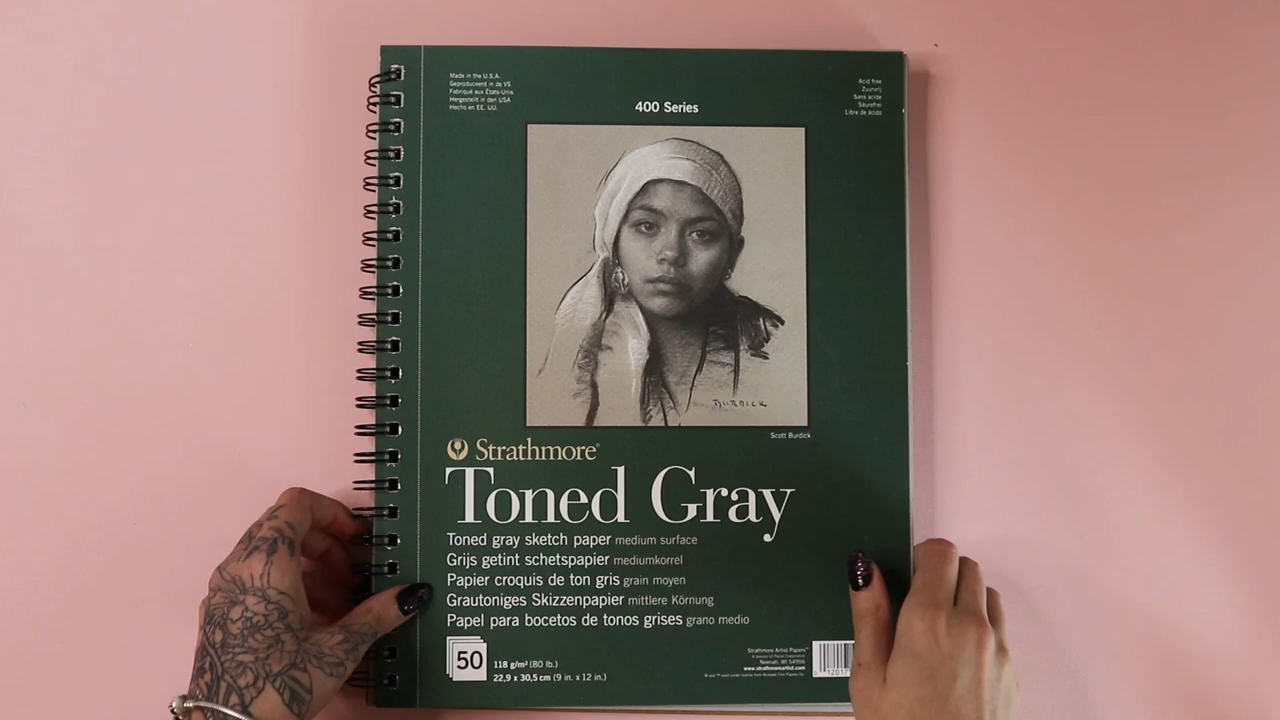 Made in the U.S.A.
Geproduceerd in de VS
Fabriqué aux États-Unis
Hergestellt in den USA
Hecho en EE. UU.
Acid free
Zuurvrij
Sans acide
Säurefrei
Libre de ácido
400 Series
BURDICK
Scott Burdick
Strathmore®
Toned Gray
Toned gray sketch paper medium surface
Grijs getint schetspapier mediumkorrel
Papier croquis de ton gris grain moyen
Grautoniges Skizzenpapier mittlere Körnung
Papel para bocetos de tonos grises grano medio
50
118 g/m² (80 lb.)
22,9 x 30,5 cm (9 in. x 12 in.)
Strathmore Artist Papers™
Neenah, WI 54956
www.strathmoreartist.com